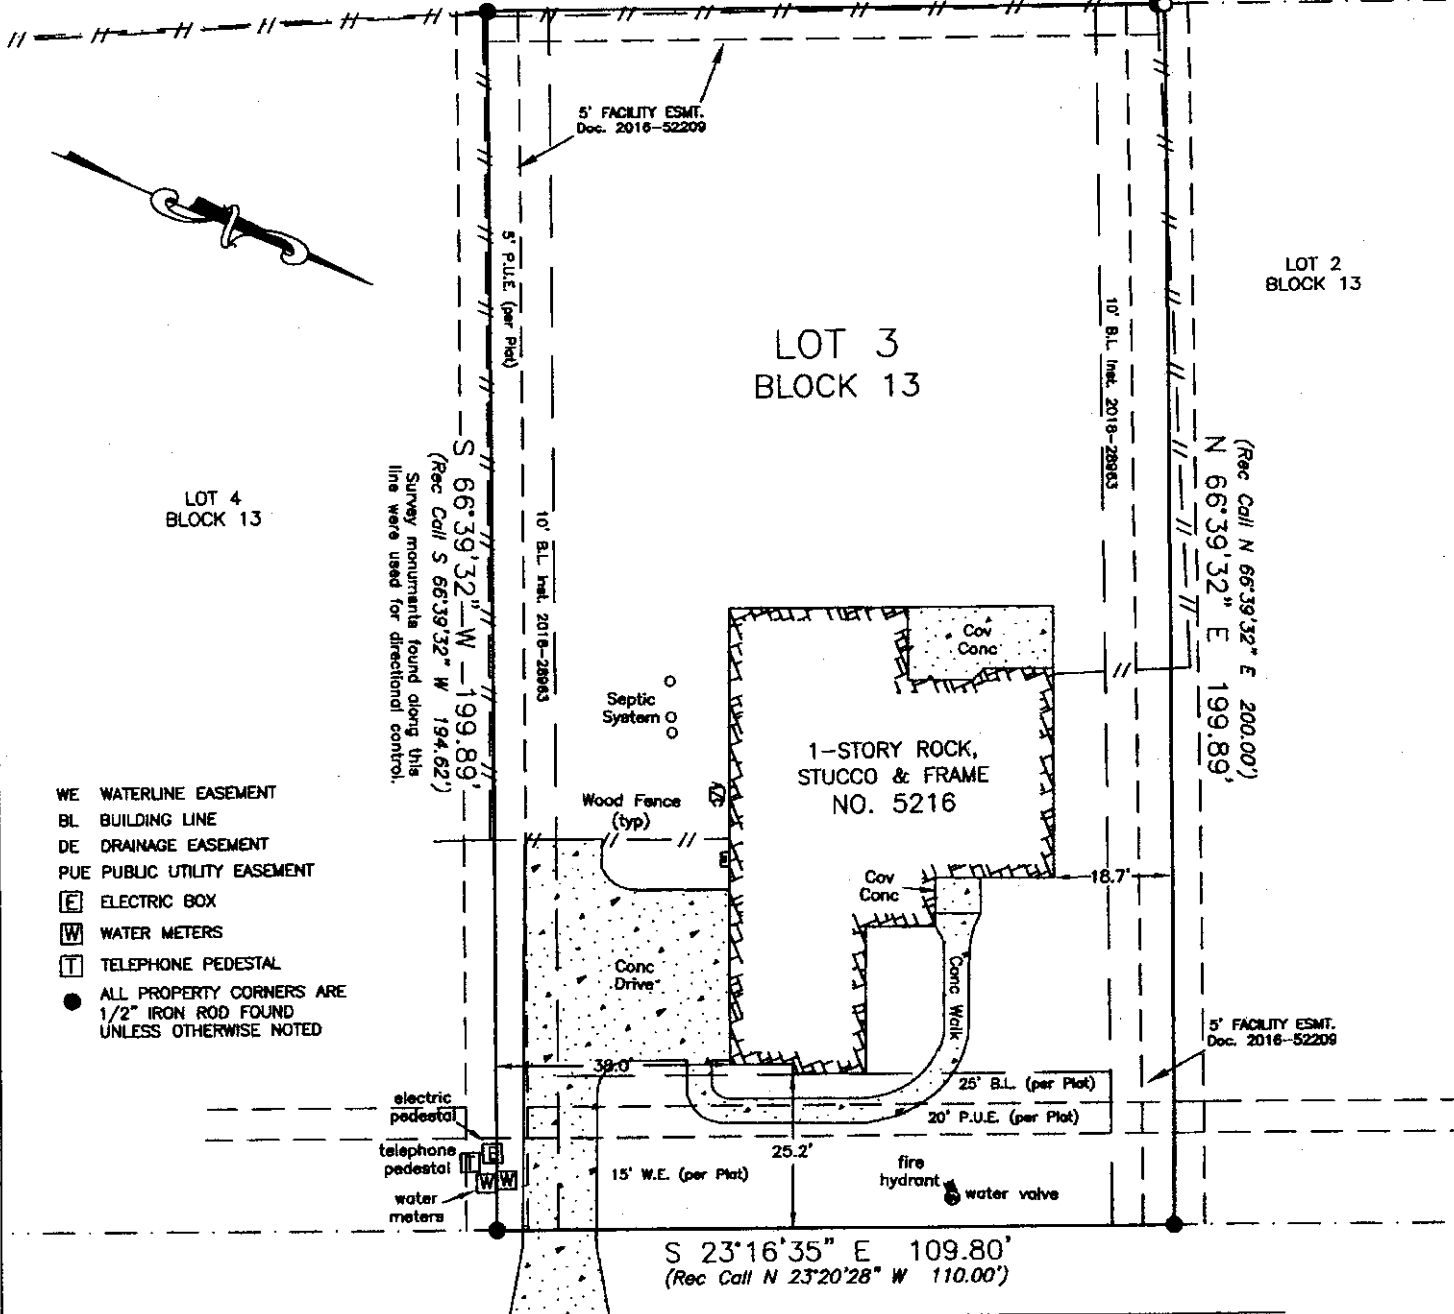 5' FACILITY ESMT.
Doc. 2016-52209
5' P.U.E. (per Plat)
LOT 2
BLOCK 13
LOT 3
BLOCK 13
10' B.L. Inst. 2018-28963
(Rec Call N 66°39'32" E 200.00')
N 66°39'32" E 199.89'
LOT 4
BLOCK 13
S 66°39'32" W 199.89'
(Rec Call S 66°39'32" W 194.62')
Survey monuments found along this
line were used for directional control.
10' B.L. Inst. 2018-28963
Cov
Conc
Septic
System
1-STORY ROCK,
STUCCO & FRAME
NO. 5216
A/C
Wood Fence
(typ)
WE WATERLINE EASEMENT
BL BUILDING LINE
DE DRAINAGE EASEMENT
PUE PUBLIC UTILITY EASEMENT
E ELECTRIC BOX
W WATER METERS
T TELEPHONE PEDESTAL
ALL PROPERTY CORNERS ARE
1/2" IRON ROD FOUND
UNLESS OTHERWISE NOTED
Cov
Conc
18.7'
Conc
Drive
Conc Walk
5' FACILITY ESMT.
Doc. 2016-52209
38.0'
25' B.L. (per Plat)
20' P.U.E. (per Plat)
electric
pedestal
telephone
pedestal
E
T
W W
water
meters
15' W.E. (per Plat)
25.2'
fire
hydrant
water valve
S 23°16'35" E 109.80'
(Rec Call N 23°20'28" W 110.00')